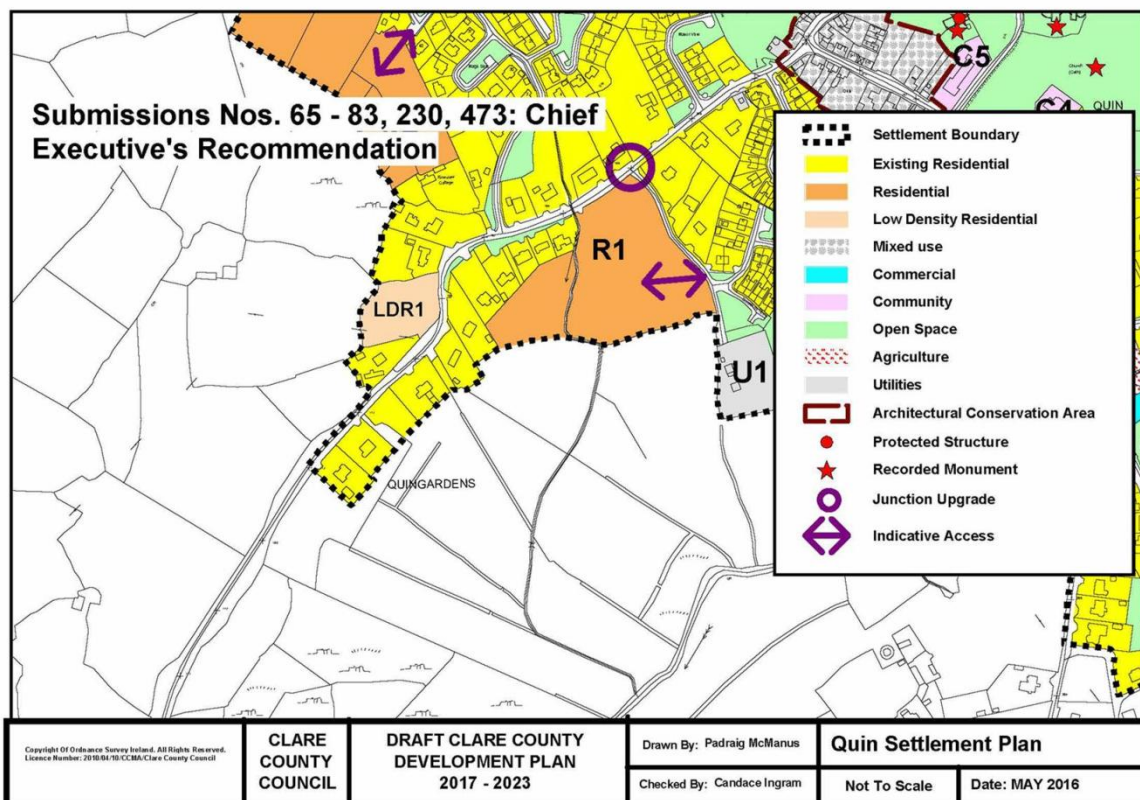 Submissions Nos. 65 - 83, 230, 473: Chief
Executive's Recommendation
C5
C4
QUIN
R1
LDR1
U1
QUINGARDENS
Settlement Boundary
Existing Residential
Residential
Low Density Residential
Mixed use
Commercial
Community
Open Space
Agriculture
Utilities
Architectural Conservation Area
Protected Structure
Recorded Monument
Junction Upgrade
Indicative Access
Copyright Of Ordnance Survey Ireland. All Rights Reserved.
Licence Number: 2010/04/10/CCMA/Clare County Council
CLARE
COUNTY
COUNCIL
DRAFT CLARE COUNTY
DEVELOPMENT PLAN
2017 - 2023
Drawn By: Padraig McManus
Checked By: Candace Ingram
Quin Settlement Plan
Not To Scale
Date: MAY 2016